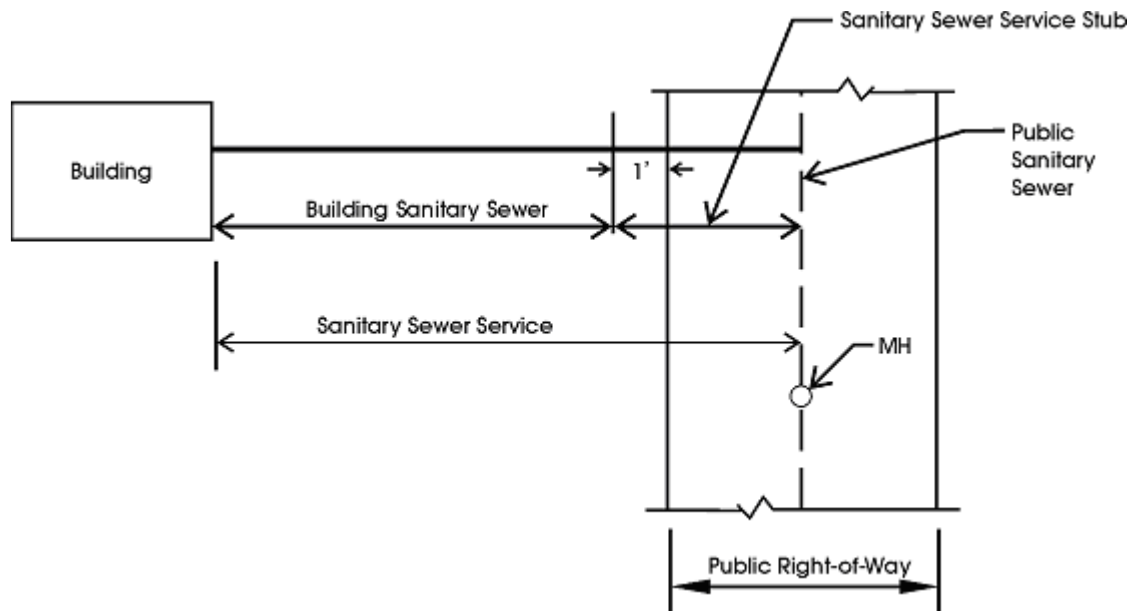 Sanitary Sewer Service Stub
Public
Sanitary
Sewer
Building
1'
Building Sanitary Sewer
Sanitary Sewer Service
MH
Public Right-of-Way